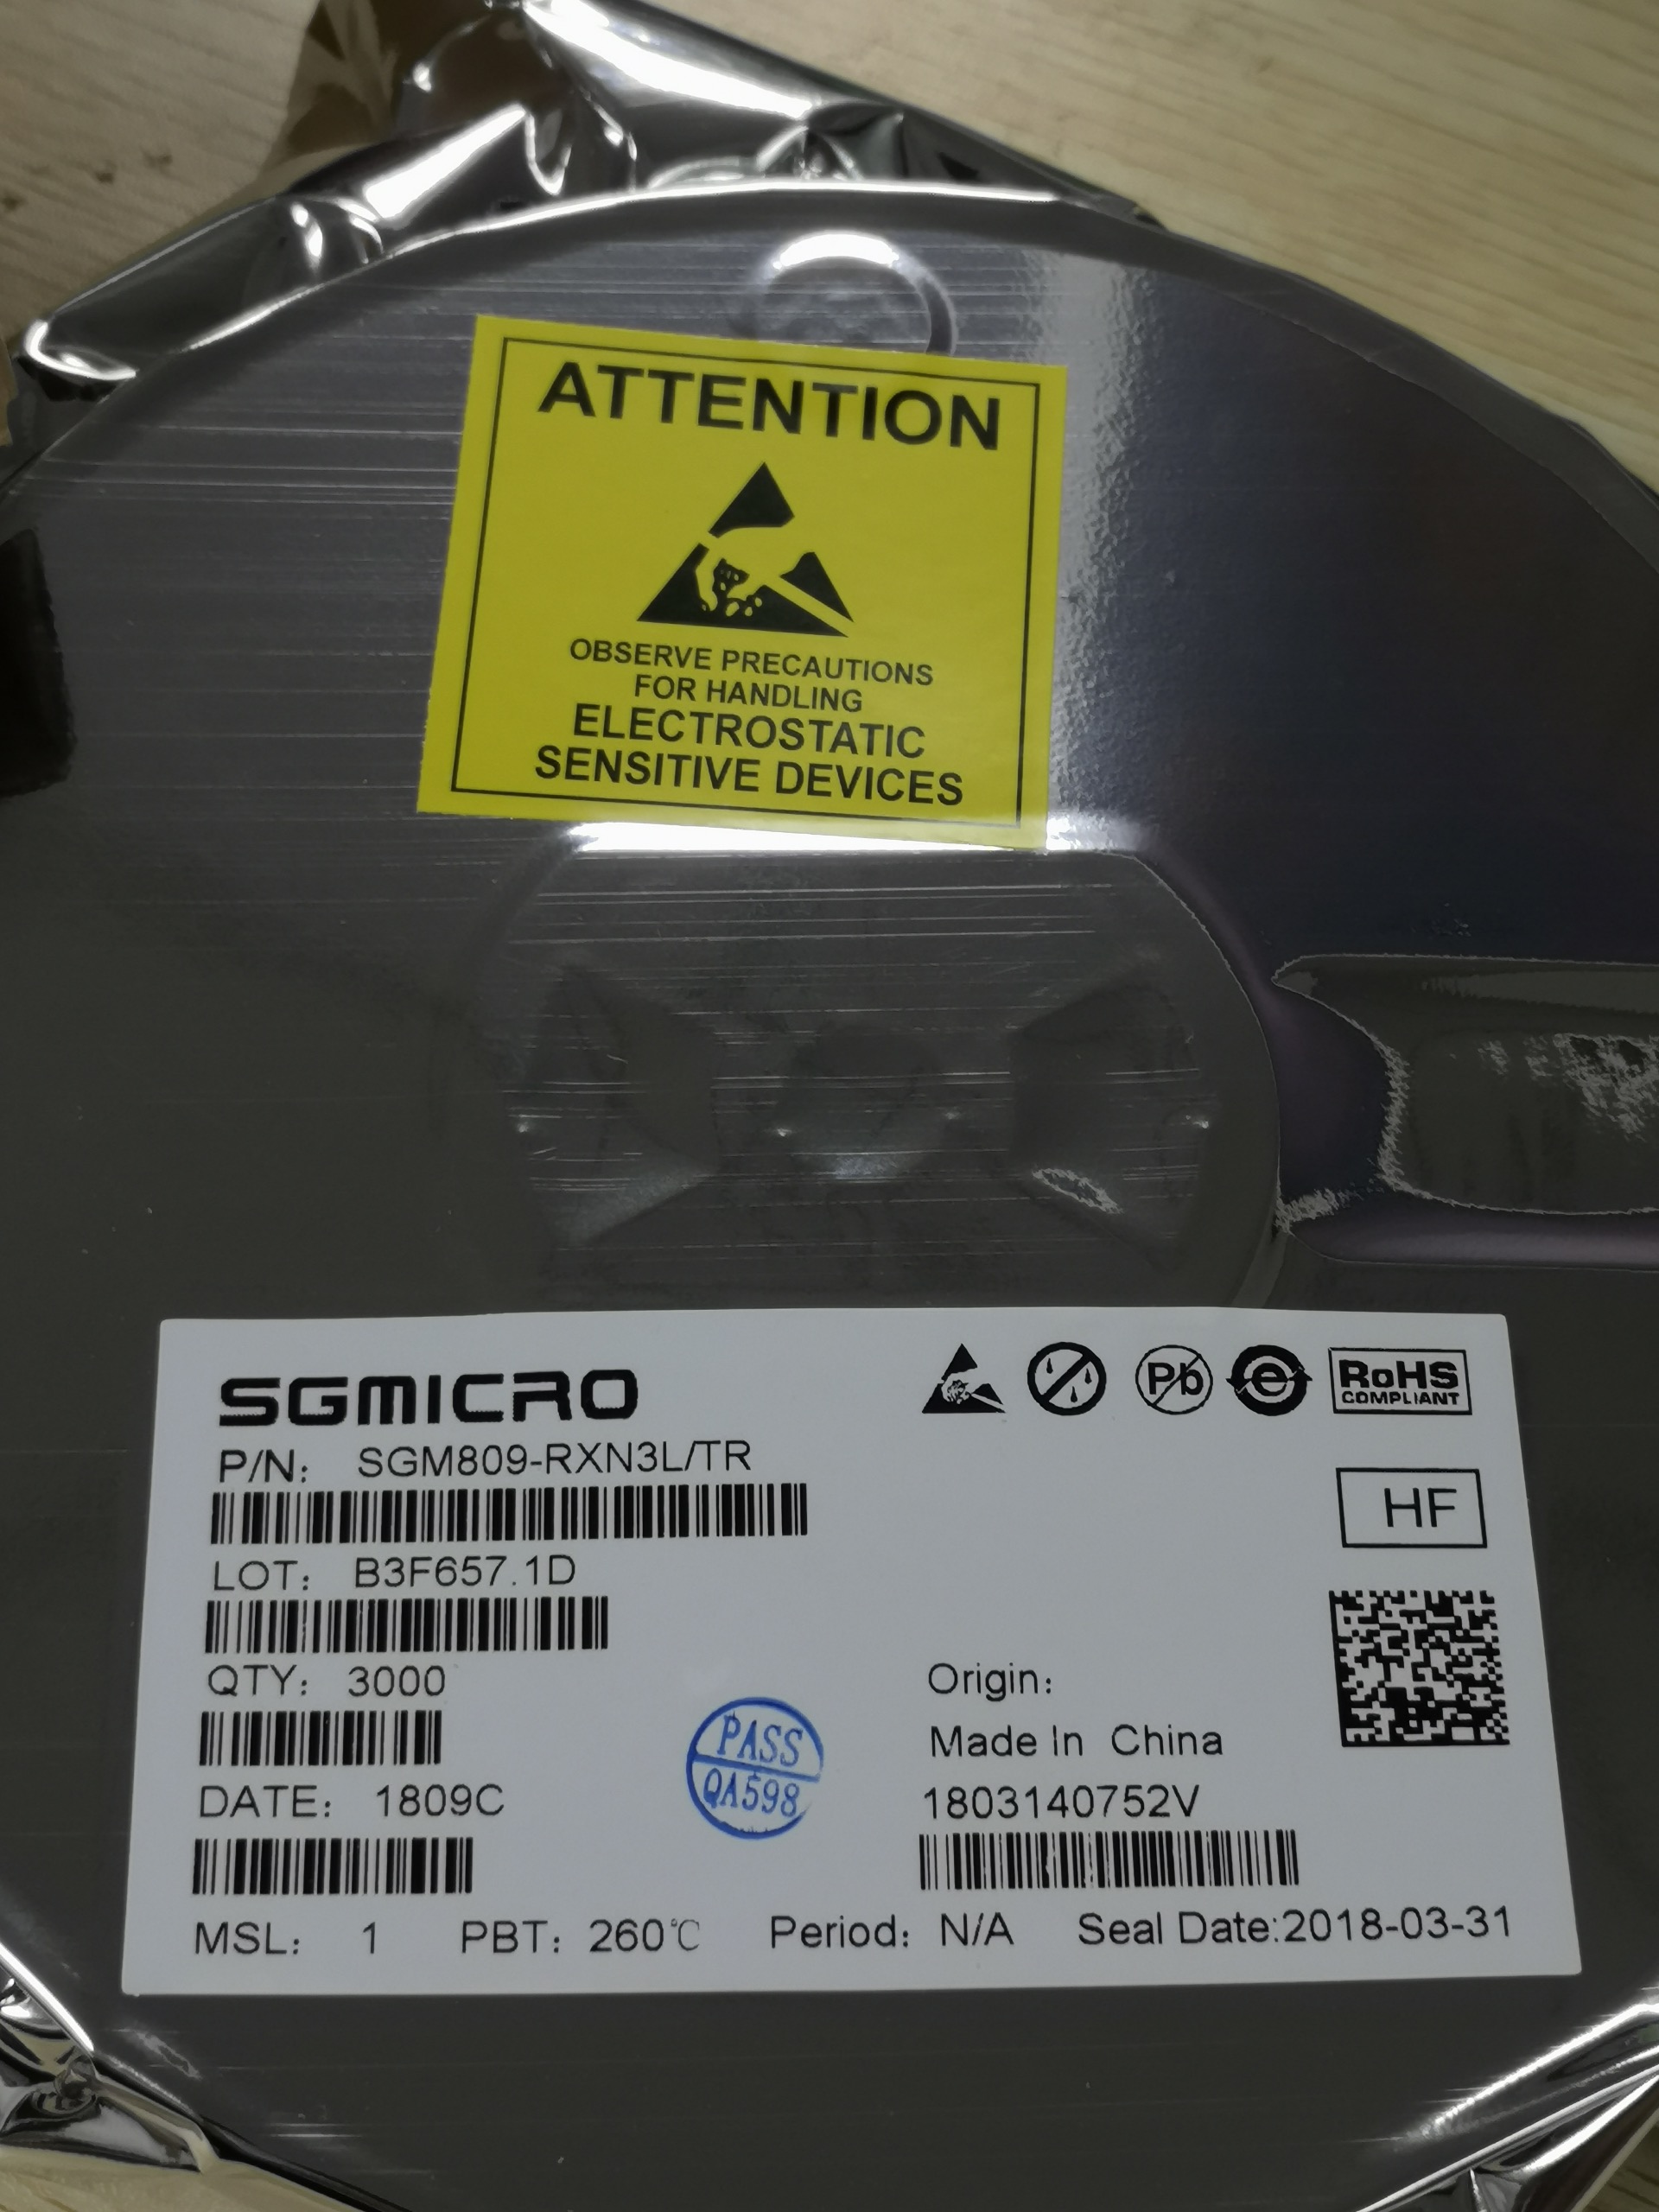 ATTENTION
OBSERVE PRECAUTIONS
FOR HANDLING
ELECTROSTATIC
SENSITIVE DEVICES
SGMICRO
Pb
e
RoHS
COMPLIANT
P/N: SGM809-RXN3L/TR
HF
LOT: B3F657.1D
QTY: 3000
Origin:
PASS
QA598
Made In China
DATE: 1809C
1803140752V
MSL: 1 PBT: 260℃ Period: N/A Seal Date:2018-03-31